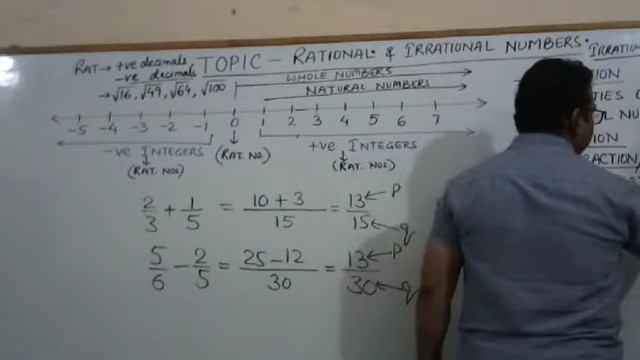 RAT → +ve decimals
-ve decimals
→ √16, √49, √64, √100
TOPIC - RATIONAL & IRRATIONAL NUMBERS.
WHOLE NUMBERS
NATURAL NUMBERS
-5 -4 -3 -2 -1 0 1 2 3 4 5 6 7
-ve INTEGERS
(RAT. NOS)
(RAT. NO.)
+ve INTEGERS
(RAT. NOS)
2/3 + 1/5 = 10 + 3/15 = 13/15 ← P ← q
5/6 - 2/5 = 25 - 12/30 = 13/30 ← P ← q